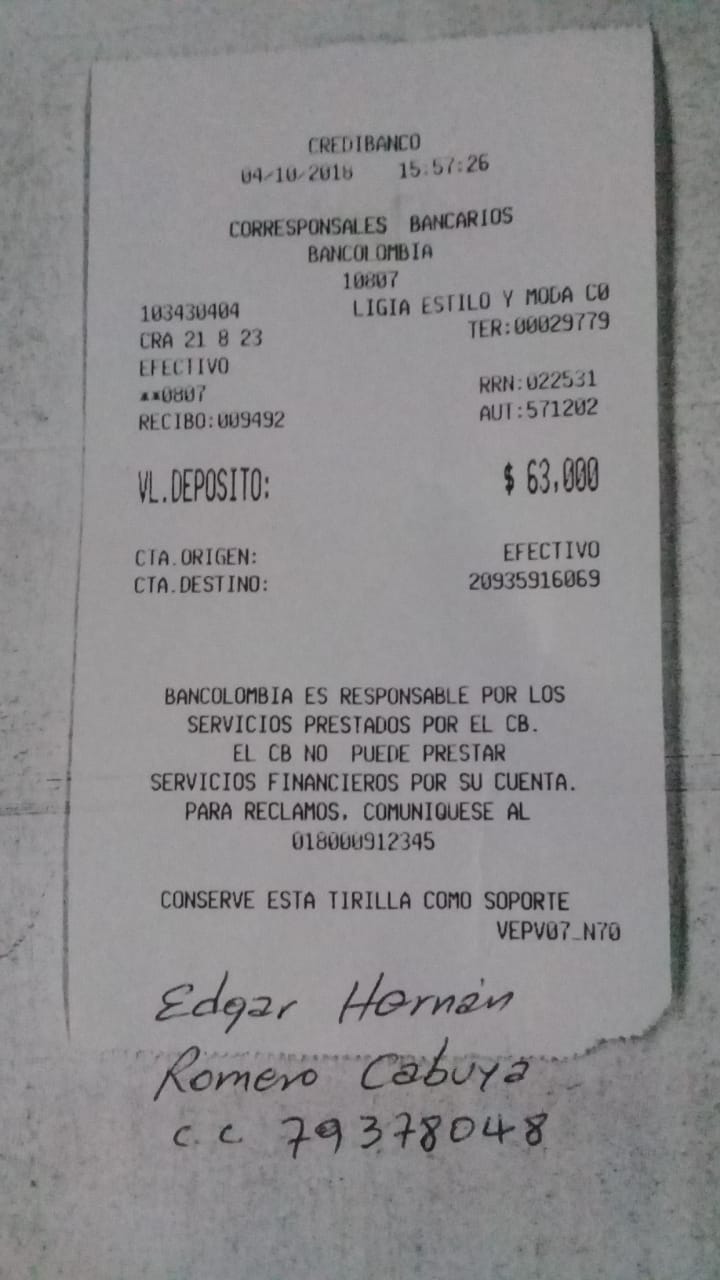 CREDIBANCO
04/10/2018 15:57:26
CORRESPONSALES BANCARIOS
BANCOLOMBIA
10807
103430404 LIGIA ESTILO Y MODA CO
CRA 21 8 23 TER:00029779
EFECTIVO
**0807 RRN:022531
RECIBO:009492 AUT:571202
VL.DEPOSITO: $ 63,000
CTA.ORIGEN: EFECTIVO
CTA.DESTINO: 20935916069
BANCOLOMBIA ES RESPONSABLE POR LOS
SERVICIOS PRESTADOS POR EL CB.
EL CB NO PUEDE PRESTAR
SERVICIOS FINANCIEROS POR SU CUENTA.
PARA RECLAMOS, COMUNIQUESE AL
018000912345
CONSERVE ESTA TIRILLA COMO SOPORTE
VEPV07_N70
Edgar Hernán
Romero Cabuya
c.c 79378048